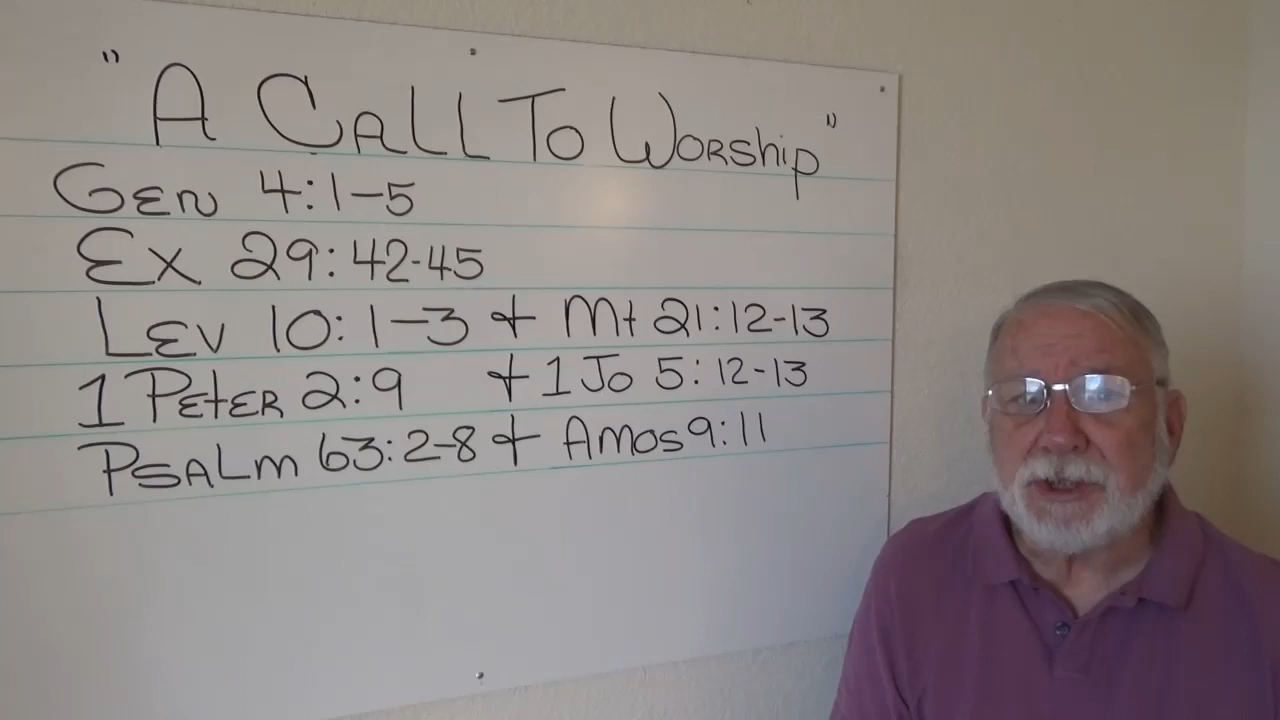 "A Call To Worship"
Gen 4:1-5
Ex 29:42-45
Lev 10:1-3 + Mt 21:12-13
1 Peter 2:9 + 1 Jo 5:12-13
Psalm 63:2-8 + Amos 9:11